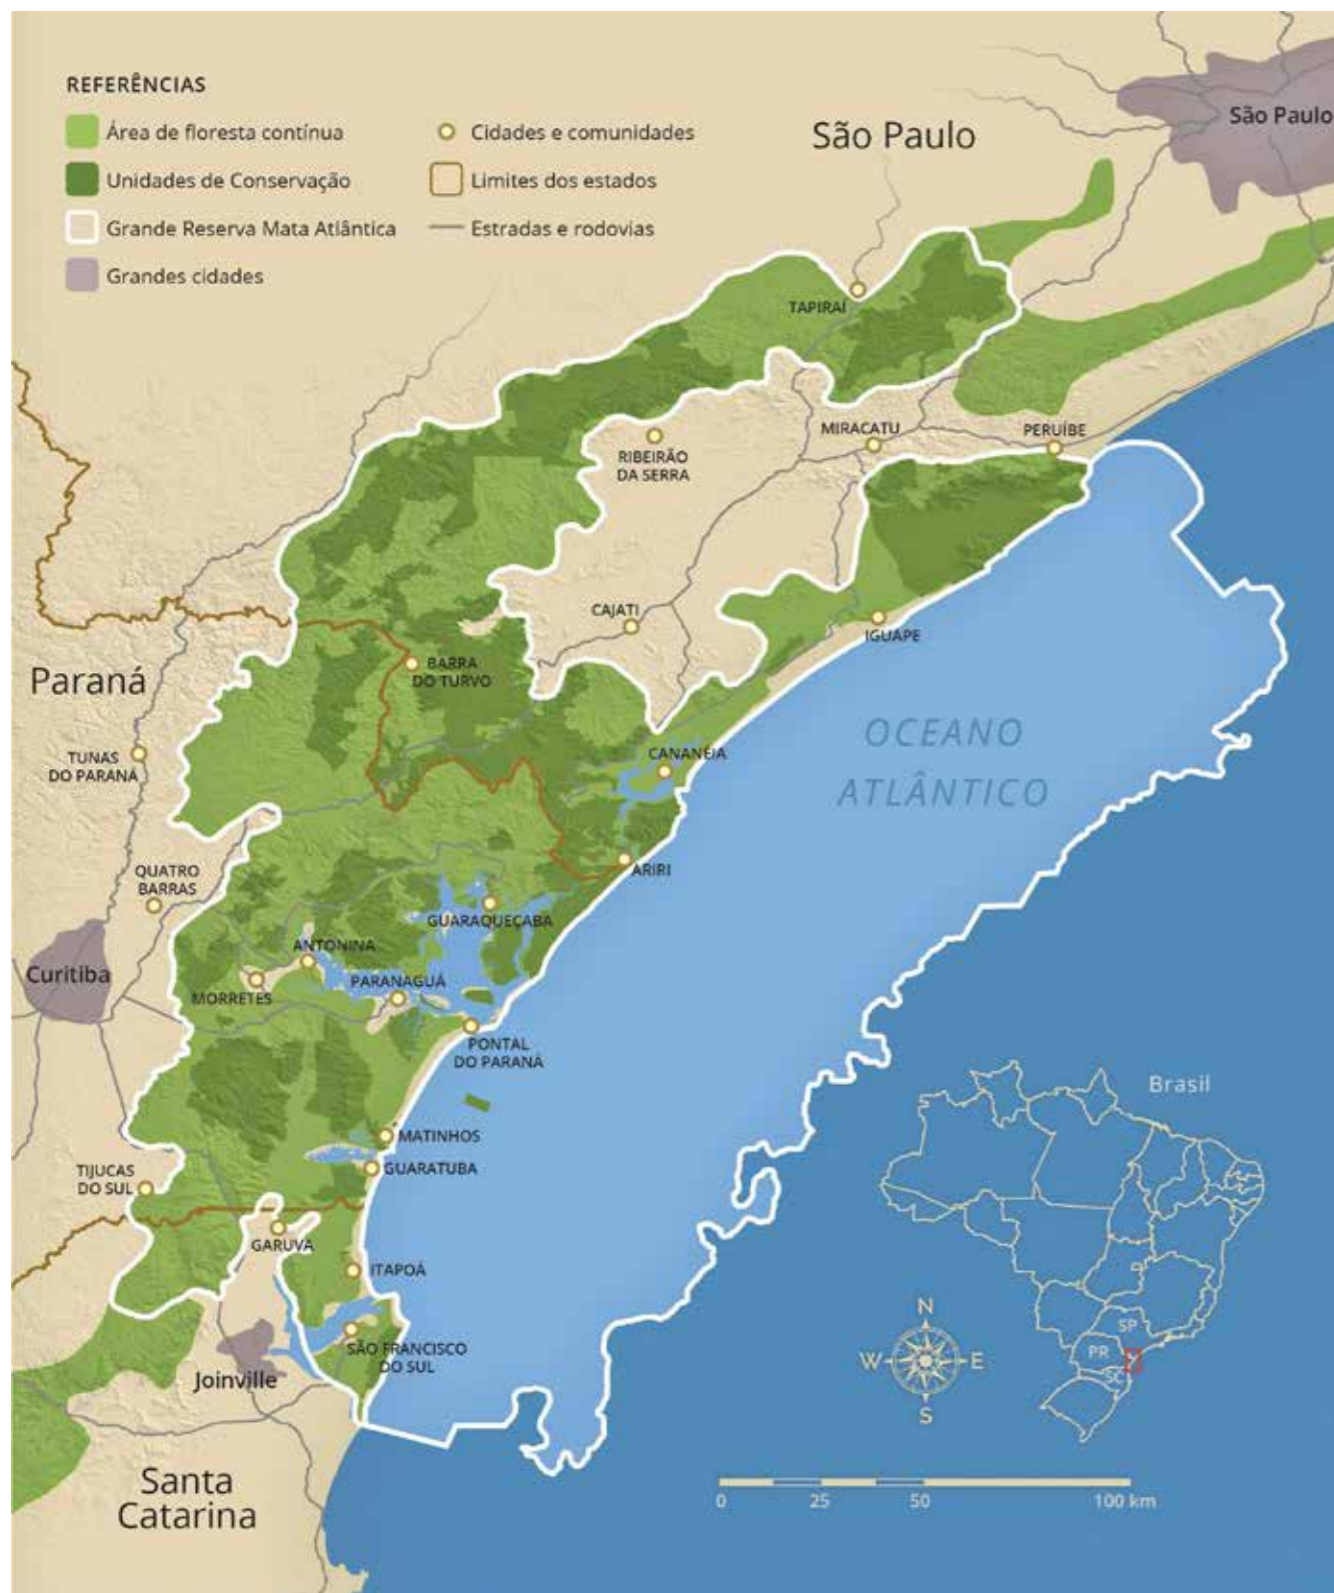 REFERÊNCIAS
Área de floresta contínua
Unidades de Conservação
Grande Reserva Mata Atlântica
Grandes cidades
Cidades e comunidades
Limites dos estados
Estradas e rodovias
São Paulo
São Paulo
TAPIRAÍ
MIRACATU
PERUÍBE
RIBEIRÃO
DA SERRA
CAJATI
IGUAPE
Paraná
BARRA
DO TURVO
OCEANO
ATLÂNTICO
TUNAS
DO PARANÁ
CANANÉIA
QUATRO
BARRAS
ARIRI
GUARAQUEÇABA
ANTONINA
Curitiba
PARANAGUÁ
MORRETES
PONTAL
DO PARANÁ
Brasil
MATINHOS
GUARATUBA
TIJUCAS
DO SUL
GARUVA
ITAPOÁ
SÃO FRANCISCO
DO SUL
Joinville
SP
PR
SC
N
W
E
S
Santa
Catarina
0 25 50 100 km